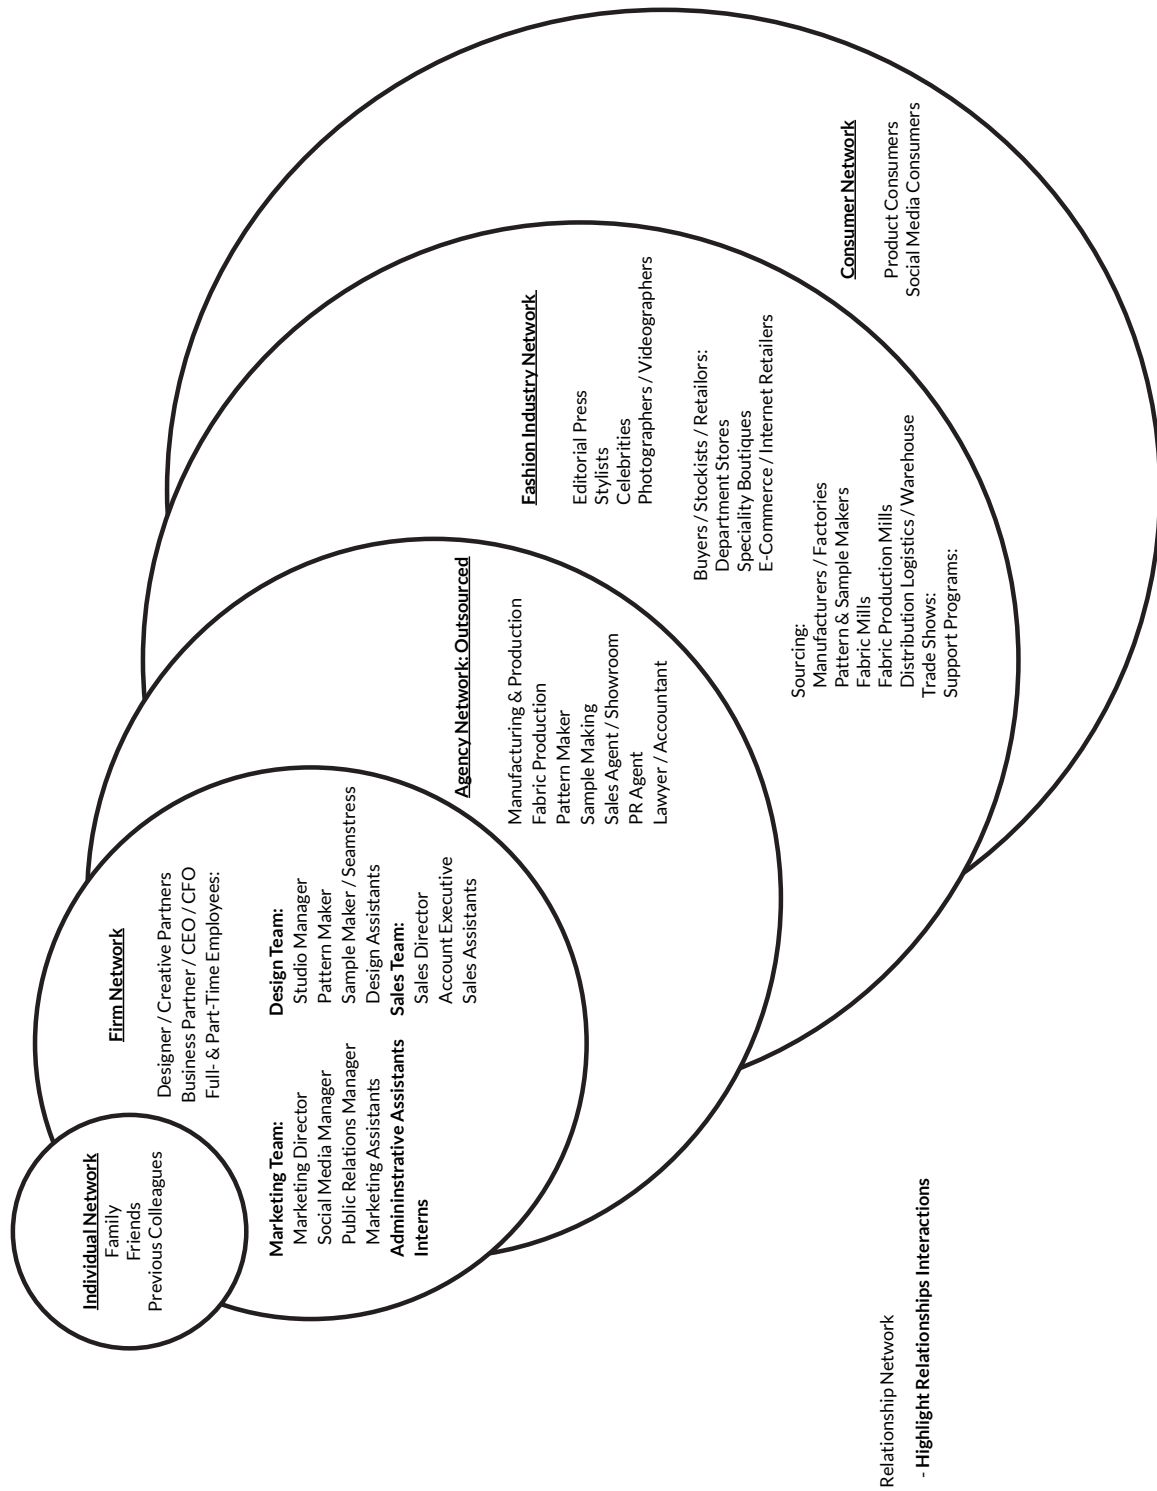 Individual Network
Family
Friends
Previous Colleagues
Firm Network
Designer / Creative Partners
Business Partner / CEO / CFO
Full- & Part-Time Employees:
Marketing Team:
Marketing Director
Social Media Manager
Public Relations Manager
Marketing Assistants
Admininstrative Assistants
Interns
Design Team:
Studio Manager
Pattern Maker
Sample Maker / Seamstress
Design Assistants
Sales Team:
Sales Director
Account Executive
Sales Assistants
Agency Network: Outsourced
Manufacturing & Production
Fabric Production
Pattern Maker
Sample Making
Sales Agent / Showroom
PR Agent
Lawyer / Accountant
Fashion Industry Network
Editorial Press
Stylists
Celebrities
Photographers / Videographers
Buyers / Stockists / Retailors:
Department Stores
Speciality Boutiques
E-Commerce / Internet Retailers
Sourcing:
Manufacturers / Factories
Pattern & Sample Makers
Fabric Mills
Fabric Production Mills
Distribution Logistics / Warehouse
Trade Shows:
Support Programs:
Consumer Network
Product Consumers
Social Media Consumers
Relationship Network
- Highlight Relationships Interactions